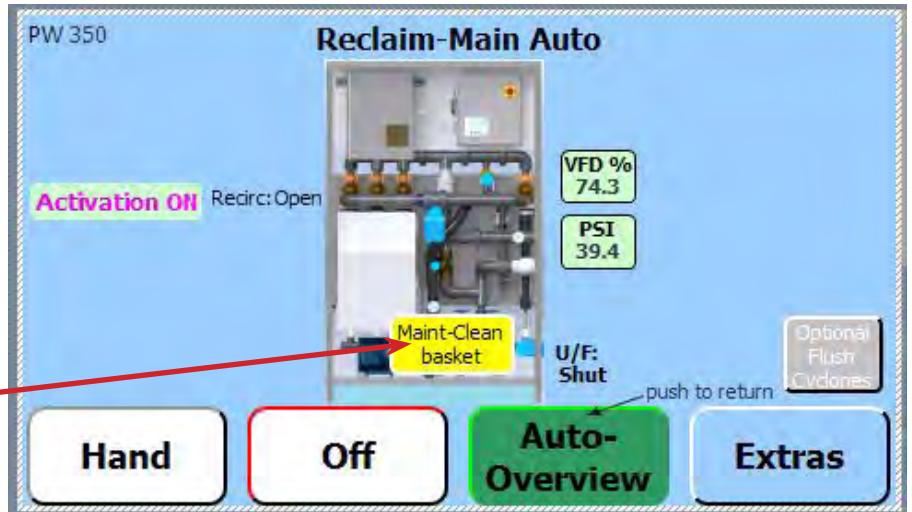 PW 350
Reclaim-Main Auto
VFD %
74.3
Activation ON
Recirc: Open
PSI
39.4
Maint-Clean
basket
U/F:
Shut
Optional
Flush
Cyclones
push to return
Hand
Off
Auto-
Overview
Extras